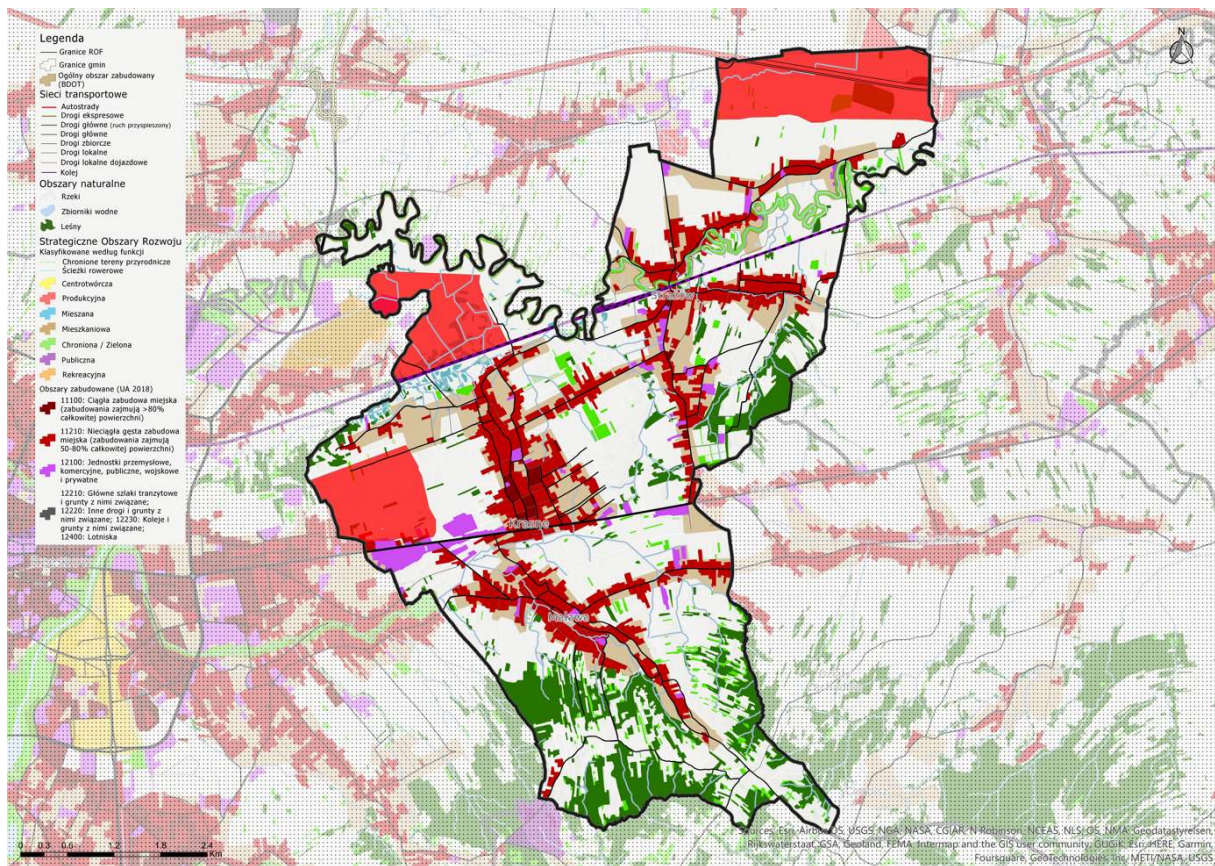 Legenda
Granice ROF
Granice gmin
Ogólny obszar zabudowany
(BDOT)
Sieci transportowe
Autostrady
Drogi ekspresowe
Drogi główne (ruch przyspieszony)
Drogi główne
Drogi zbiorcze
Drogi lokalne
Drogi lokalne dojazdowe
Kolej
Obszary naturalne
Rzeki
Zbiorniki wodne
Leśny
Strategiczne Obszary Rozwoju
Klasyfikowane według funkcji
Chronione tereny przyrodnicze
Ścieżki rowerowe
Centrotwórcza
Produkcyjna
Mieszana
Mieszkaniowa
Chroniona / Zielona
Publiczna
Rekreacyjna
Obszary zabudowane (UA 2018)
11100: Ciągła zabudowa miejska
(zabudowania zajmują >80%
całkowitej powierzchni)
11210: Nieciągła gęsta zabudowa
miejska (zabudowania zajmują
50-80% całkowitej powierzchni)
12100: Jednostki przemysłowe,
komercyjne, publiczne, wojskowe
i prywatne
12210: Główne szlaki tranzytowe
i grunty z nimi związane;
12220: Inne drogi i grunty z
nimi związane; 12230: Koleje i
grunty z nimi związane;
12400: Lotniska
N
Krasne
Malawa
0 0.3 0.6 1.2 1.8 2.4
Km
Sources: Esri, Airbus DS, USGS, NGA, NASA, CGIAR, N Robinson, NCEAS, NLS, OS, NMA, Geodatastyrelsen,
Rijkswaterstaat, GSA, Geoland, FEMA, Intermap and the GIS user community, GUGiK, Esri, HERE, Garmin,
Foursquare, GeoTechnologies, Inc, METI/NASA, USGS